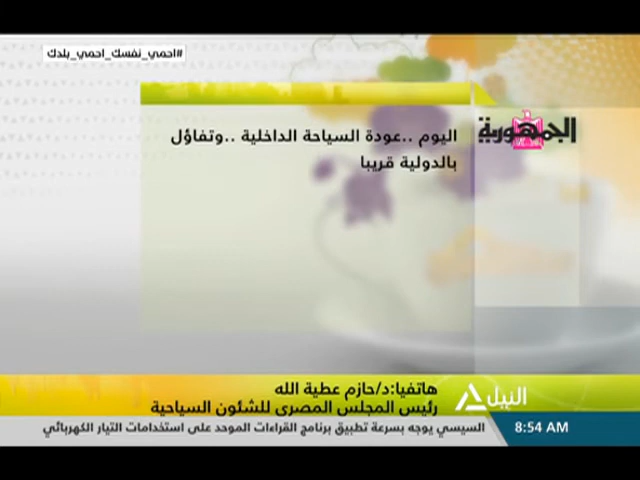 #احمي_نفسك_احمي_بلدك
الجمهورية
اليوم ..عودة السياحة الداخلية ..وتفاؤل
بالدولية قريبا
هاتفيا:د/حازم عطية الله
رئيس المجلس المصرى للشئون السياحية
النيل
السيسي يوجه بسرعة تطبيق برنامج القراءات الموحد على استخدامات التيار الكهربائي
8:54 AM